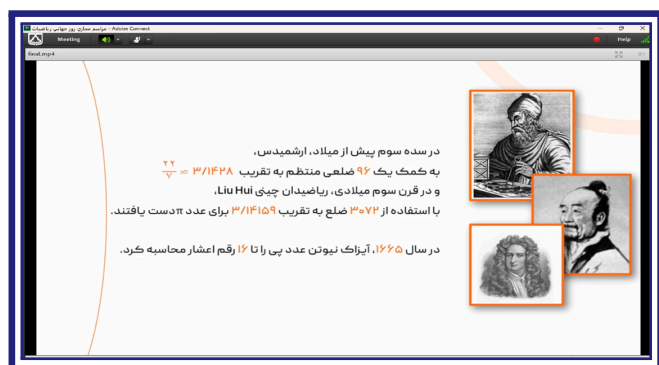 مراسم مجازی روز جهانی ریاضیات - Adobe Connect
Meeting
Help
final.mp4
در سده سوم پیش از میلاد، ارشمیدس،
به کمک یک ۹۶ ضلعی منتظم به تقریب ۳/۱۴۲۸ = ۲۲/۷
و در قرن سوم میلادی، ریاضیدان چینی Liu Hui،
با استفاده از ۳۰۷۲ ضلع به تقریب ۳/۱۴۱۵۹ برای عدد π دست یافتند.
در سال ۱۶۶۵، آیزاک نیوتن عدد پی را تا ۱۶ رقم اعشار محاسبه کرد.